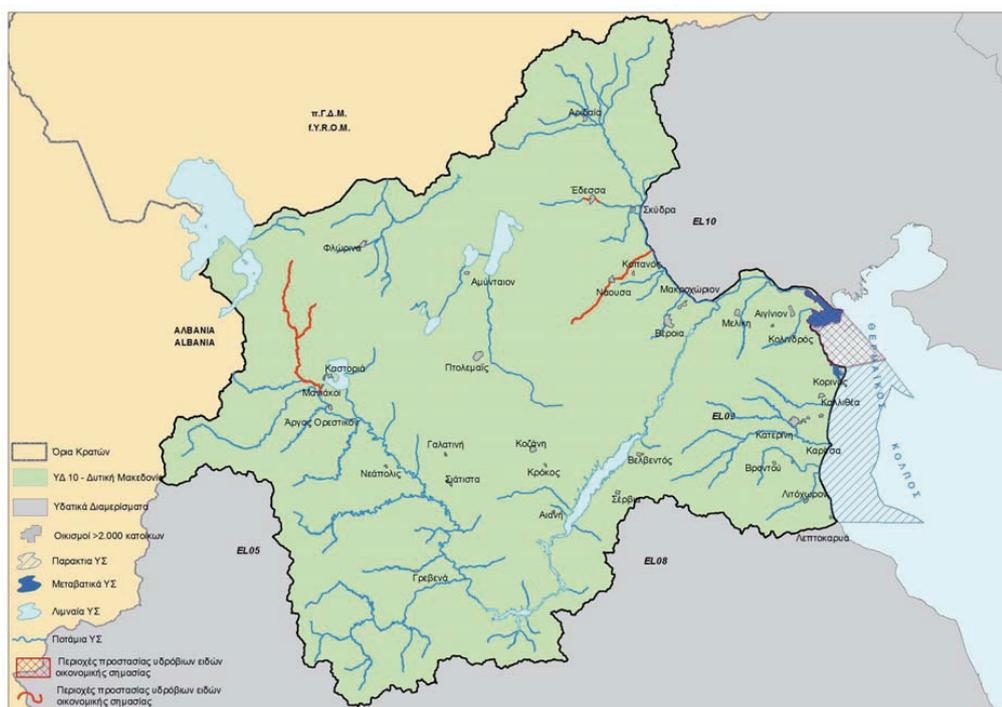 π.Γ.Δ.Μ.
f.Y.R.O.M.
Αριδαία
Έδεσσα
Σκύδρα
EL10
Φλώρινα
Κοπανός
Αμύνταιον
Νάουσα
Μακροχώριον
Αιγίνιον
Μελίκη
Βέροια
Κολινδρός
ΘΕΡΜΑΪΚΟΣ
ΚΟΛΠΟΣ
ΑΛΒΑΝΙΑ
ALBANIA
Πτολεμαΐς
Καστοριά
Μανιάκοι
Κορινός
Καλλιθέα
Άργος Ορεστικόν
EL09
Κατερίνη
Γαλατινή
Κοζάνη
Καρίτσα
Βελβεντός
Βροντού
Νεάπολις
Κρόκος
Σιάτιστα
Σέρβια
Λιτόχωρον
Αιανή
Λεπτοκαρυά
EL05
EL08
Γρεβενά
Όρια Κρατών
ΥΔ 10 - Δυτική Μακεδονία
Υδατικά Διαμερίσματα
Οικισμοί >2.000 κατοίκων
Παρακτια ΥΣ
Μεταβατικά ΥΣ
Λιμναία ΥΣ
Ποτάμια ΥΣ
Περιοχές προστασίας υδρόβιων ειδών
οικονομικής σημασίας
Περιοχές προστασίας υδρόβιων ειδών
οικονομικής σημασίας